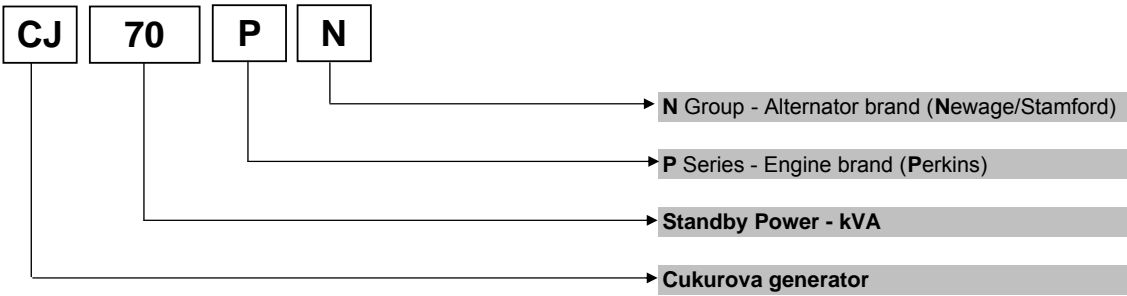 CJ 70 P N
N Group - Alternator brand (Newage/Stamford)
P Series - Engine brand (Perkins)
Standby Power - kVA
Cukurova generator